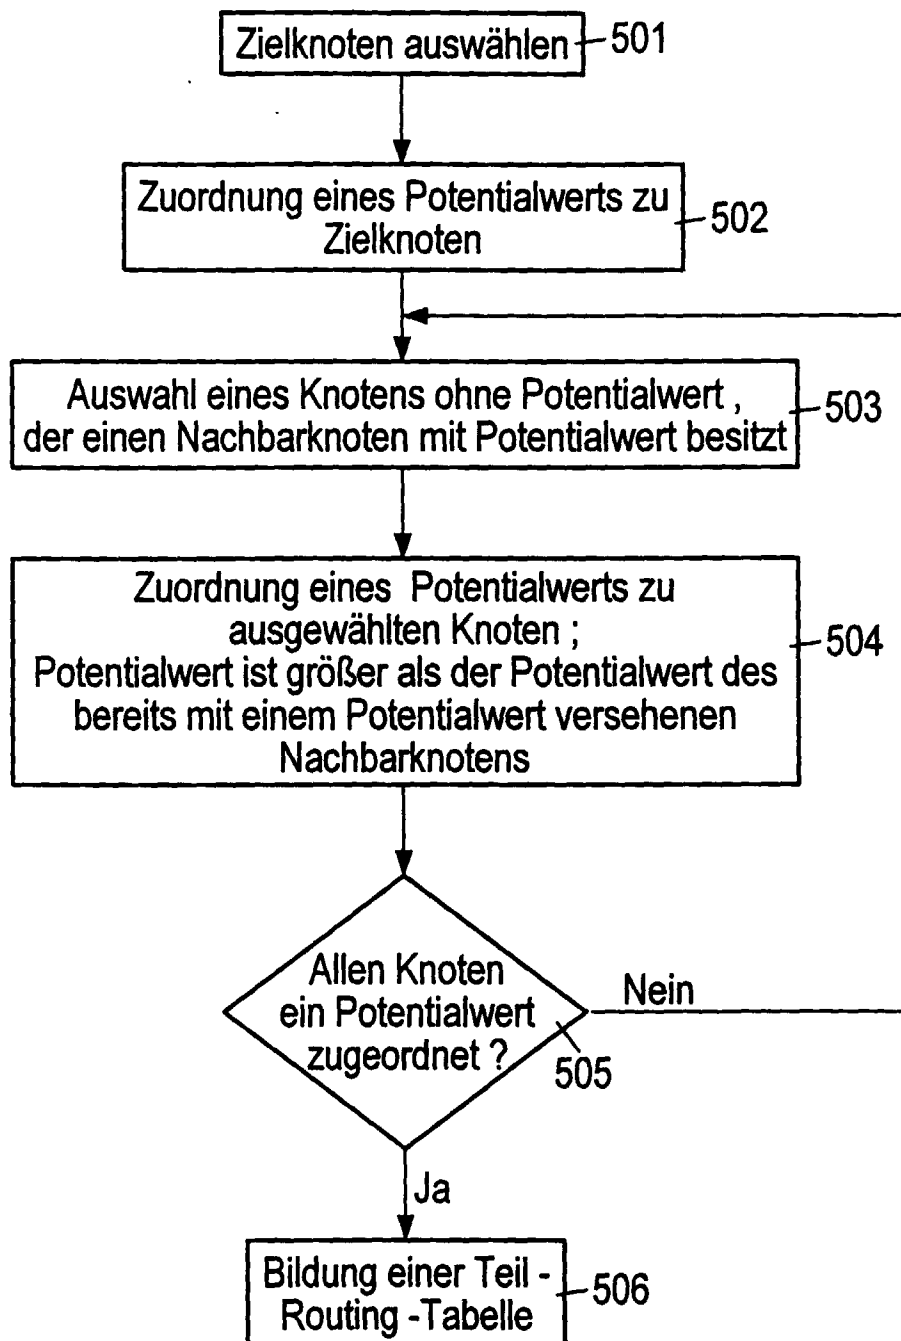 Zielknoten auswählen
501
Zuordnung eines Potentialwerts zu
Zielknoten
502
Auswahl eines Knotens ohne Potentialwert ,
der einen Nachbarknoten mit Potentialwert besitzt
503
Zuordnung eines Potentialwerts zu
ausgewählten Knoten ;
Potentialwert ist größer als der Potentialwert des
bereits mit einem Potentialwert versehenen
Nachbarknotens
504
Allen Knoten
ein Potentialwert
zugeordnet ?
505
Nein
Ja
Bildung einer Teil -
Routing -Tabelle
506